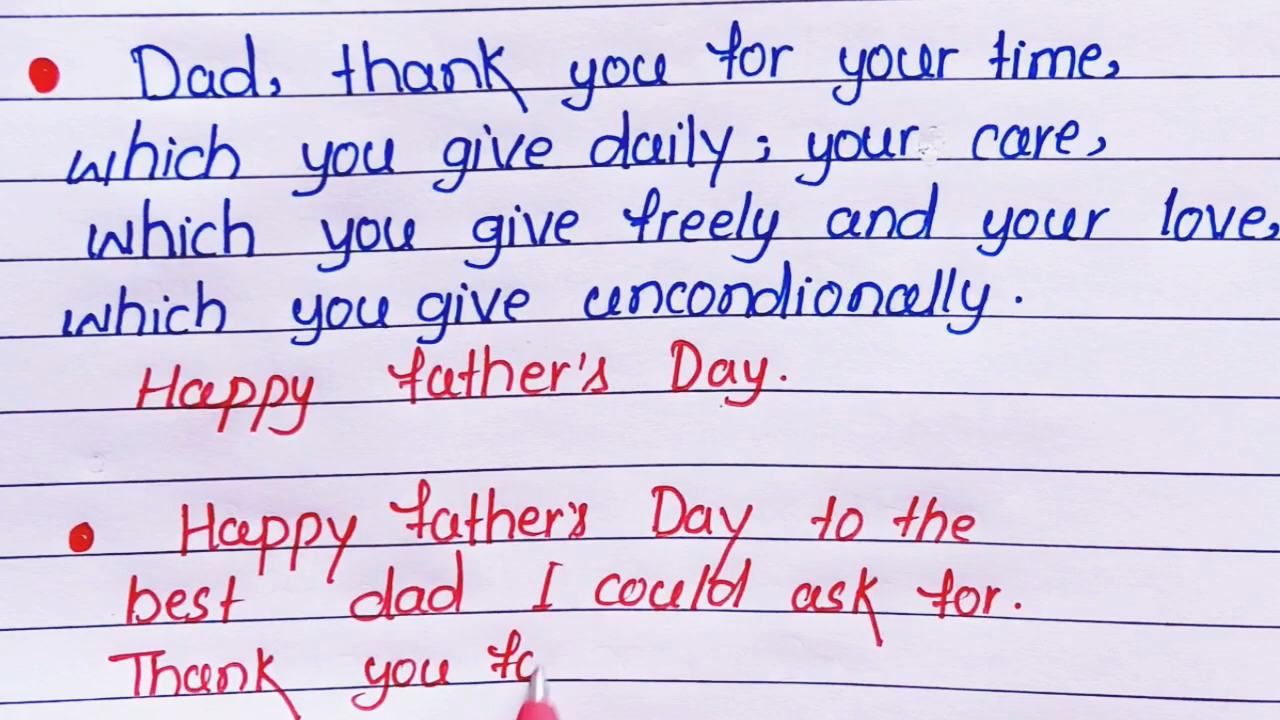 Dad, thank you for your time,
which you give daily; your care,
which you give freely and your love,
which you give uncondionally.
Happy father's Day.
Happy father's Day to the
best dad I could ask for.
Thank you fo